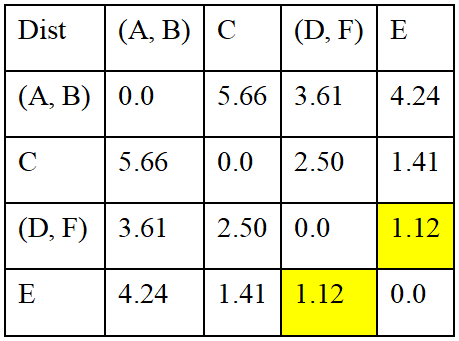 Dist (A, B) C (D, F) E
(A, B) 0.0 5.66 3.61 4.24
C 5.66 0.0 2.50 1.41
(D, F) 3.61 2.50 0.0 1.12
E 4.24 1.41 1.12 0.0